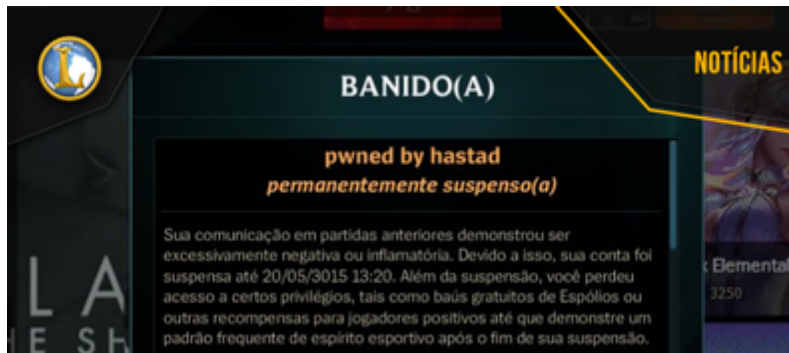 NOTÍCIAS
BANIDO(A)
pwned by hastad
permanentemente suspenso(a)
Sua comunicação em partidas anteriores demonstrou ser
excessivamente negativa ou inflamatória. Devido a isso, sua conta foi
suspensa até 20/05/3015 13:20. Além da suspensão, você perdeu
acesso a certos privilégios, tais como baús gratuitos de Espólios ou
outras recompensas para jogadores positivos até que demonstre um
padrão frequente de espírito esportivo após o fim de sua suspensão.
Elemental
3250
L A
E SH